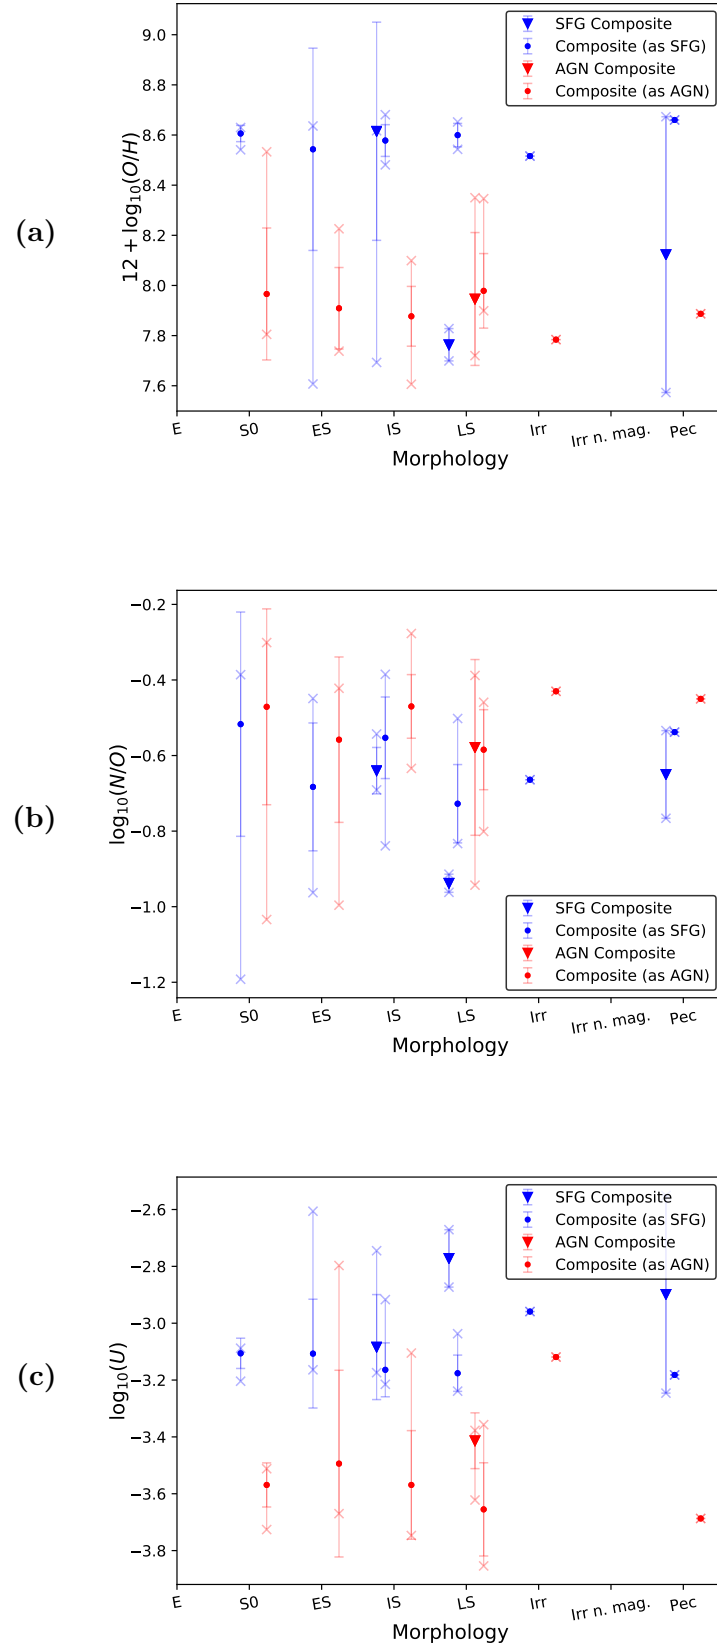 (a)
12 + log10(O/H)
9.0
8.8
8.6
8.4
8.2
8.0
7.8
7.6
SFG Composite
Composite (as SFG)
AGN Composite
Composite (as AGN)
E S0 ES IS LS Irr Irr n. mag. Pec
Morphology
(b)
log10(N/O)
−0.2
−0.4
−0.6
−0.8
−1.0
−1.2
SFG Composite
Composite (as SFG)
AGN Composite
Composite (as AGN)
E S0 ES IS LS Irr Irr n. mag. Pec
Morphology
(c)
log10(U)
−2.6
−2.8
−3.0
−3.2
−3.4
−3.6
−3.8
SFG Composite
Composite (as SFG)
AGN Composite
Composite (as AGN)
E S0 ES IS LS Irr Irr n. mag. Pec
Morphology